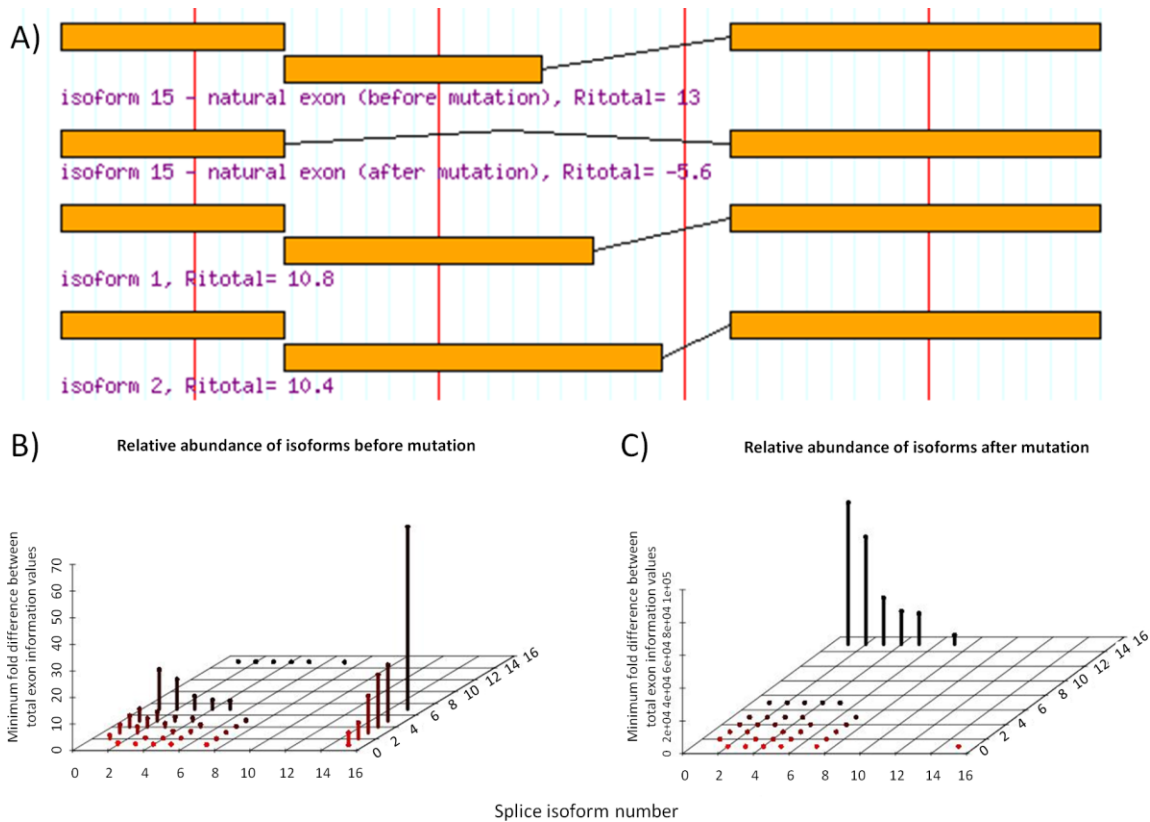 A)
isoform 15 - natural exon (before mutation), Ritotal= 13
isoform 15 - natural exon (after mutation), Ritotal= -5.6
isoform 1, Ritotal= 10.8
isoform 2, Ritotal= 10.4
B)
Relative abundance of isoforms before mutation
Minimum fold difference between
total exon information values
70
60
50
40
30
20
10
0
0 2 4 6 8 10 12 14 16
0 2 4 6 8 10 12 14 16
C)
Relative abundance of isoforms after mutation
Minimum fold difference between
total exon information values
0 2e+04 4e+04 6e+04 8e+04 1e+05
0 2 4 6 8 10 12 14 16
0 2 4 6 8 10 12 14 16
Splice isoform number